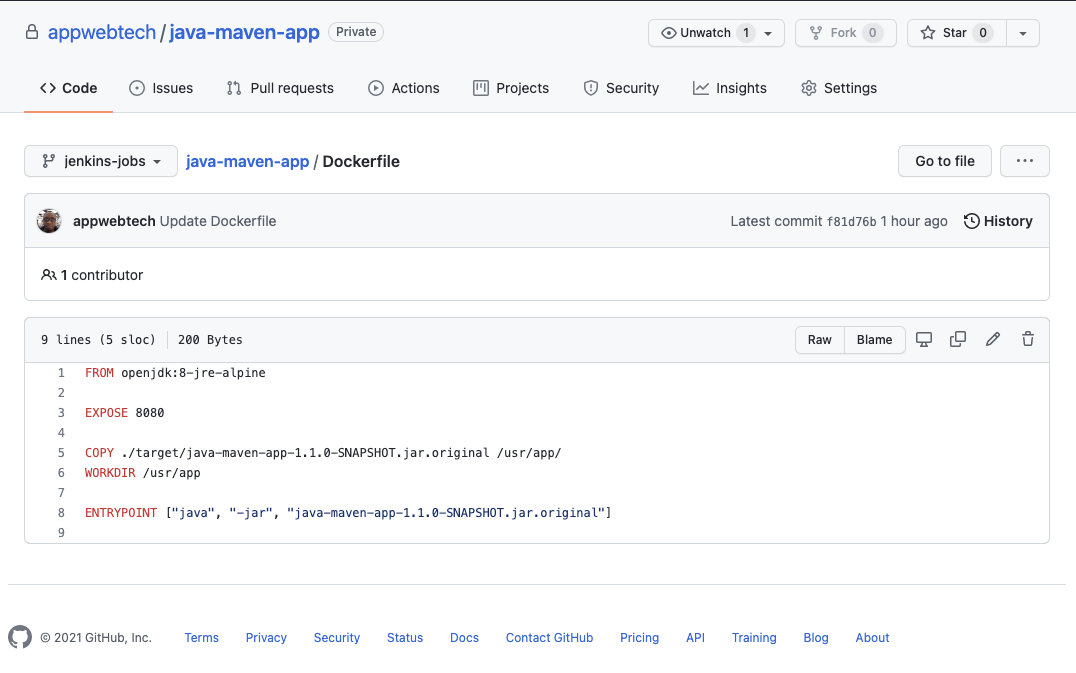 appwebtech / java-maven-app Private Unwatch 1 Fork 0 Star 0
Code Issues Pull requests Actions Projects Security Insights Settings
jenkins-jobs java-maven-app / Dockerfile Go to file ...
appwebtech Update Dockerfile Latest commit f81d76b 1 hour ago History
1 contributor
9 lines (5 sloc) 200 Bytes Raw Blame
1 FROM openjdk:8-jre-alpine
2
3 EXPOSE 8080
4
5 COPY ./target/java-maven-app-1.1.0-SNAPSHOT.jar.original /usr/app/
6 WORKDIR /usr/app
7
8 ENTRYPOINT ["java", "-jar", "java-maven-app-1.1.0-SNAPSHOT.jar.original"]
9
© 2021 GitHub, Inc. Terms Privacy Security Status Docs Contact GitHub Pricing API Training Blog About